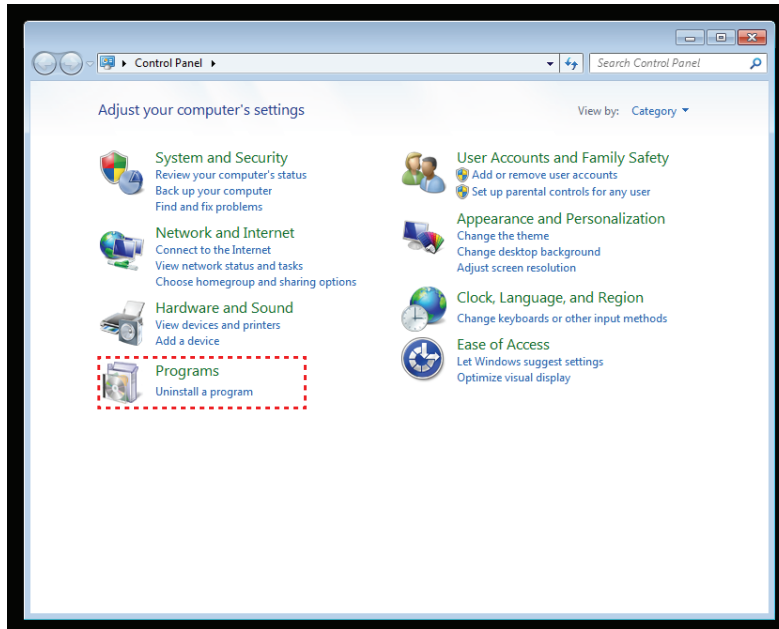 Control Panel
Search Control Panel
Adjust your computer's settings
View by: Category
System and Security
Review your computer's status
Back up your computer
Find and fix problems
Network and Internet
Connect to the Internet
View network status and tasks
Choose homegroup and sharing options
Hardware and Sound
View devices and printers
Add a device
Programs
Uninstall a program
User Accounts and Family Safety
Add or remove user accounts
Set up parental controls for any user
Appearance and Personalization
Change the theme
Change desktop background
Adjust screen resolution
Clock, Language, and Region
Change keyboards or other input methods
Ease of Access
Let Windows suggest settings
Optimize visual display